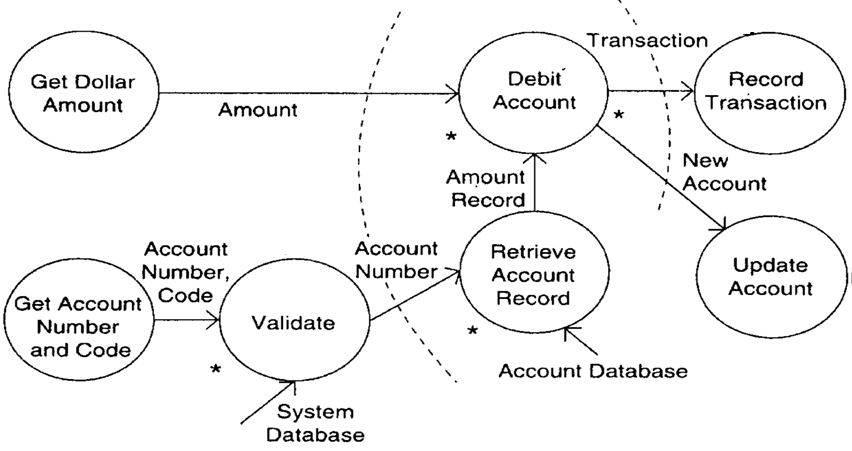 Get Dollar
Amount
Amount
Debit
Account
Transaction
Record
Transaction
*
*
Amount
Record
New
Account
Account
Number,
Code
Account
Number
Get Account
Number
and Code
Validate
Retrieve
Account
Record
Update
Account
*
*
Account Database
System
Database